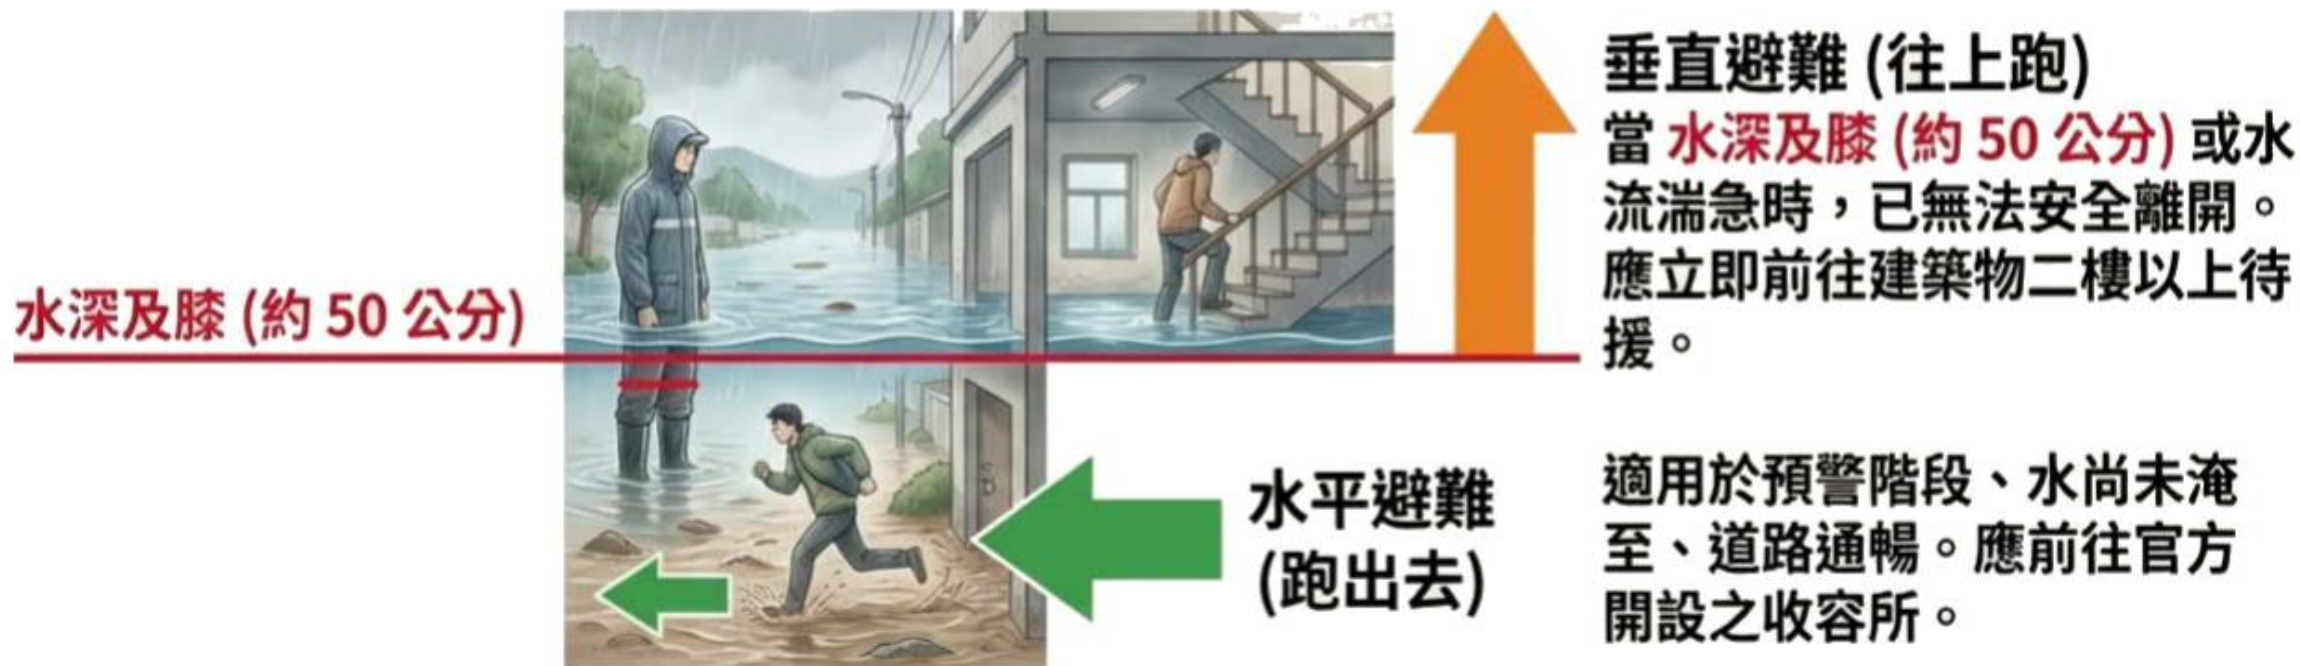 水深及膝 (約 50 公分)
垂直避難 (往上跑)
當 水深及膝 (約 50 公分) 或水
流湍急時，已無法安全離開。
應立即前往建築物二樓以上待
援。
水平避難
(跑出去)
適用於預警階段、水尚未淹
至、道路通暢。應前往官方
開設之收容所。